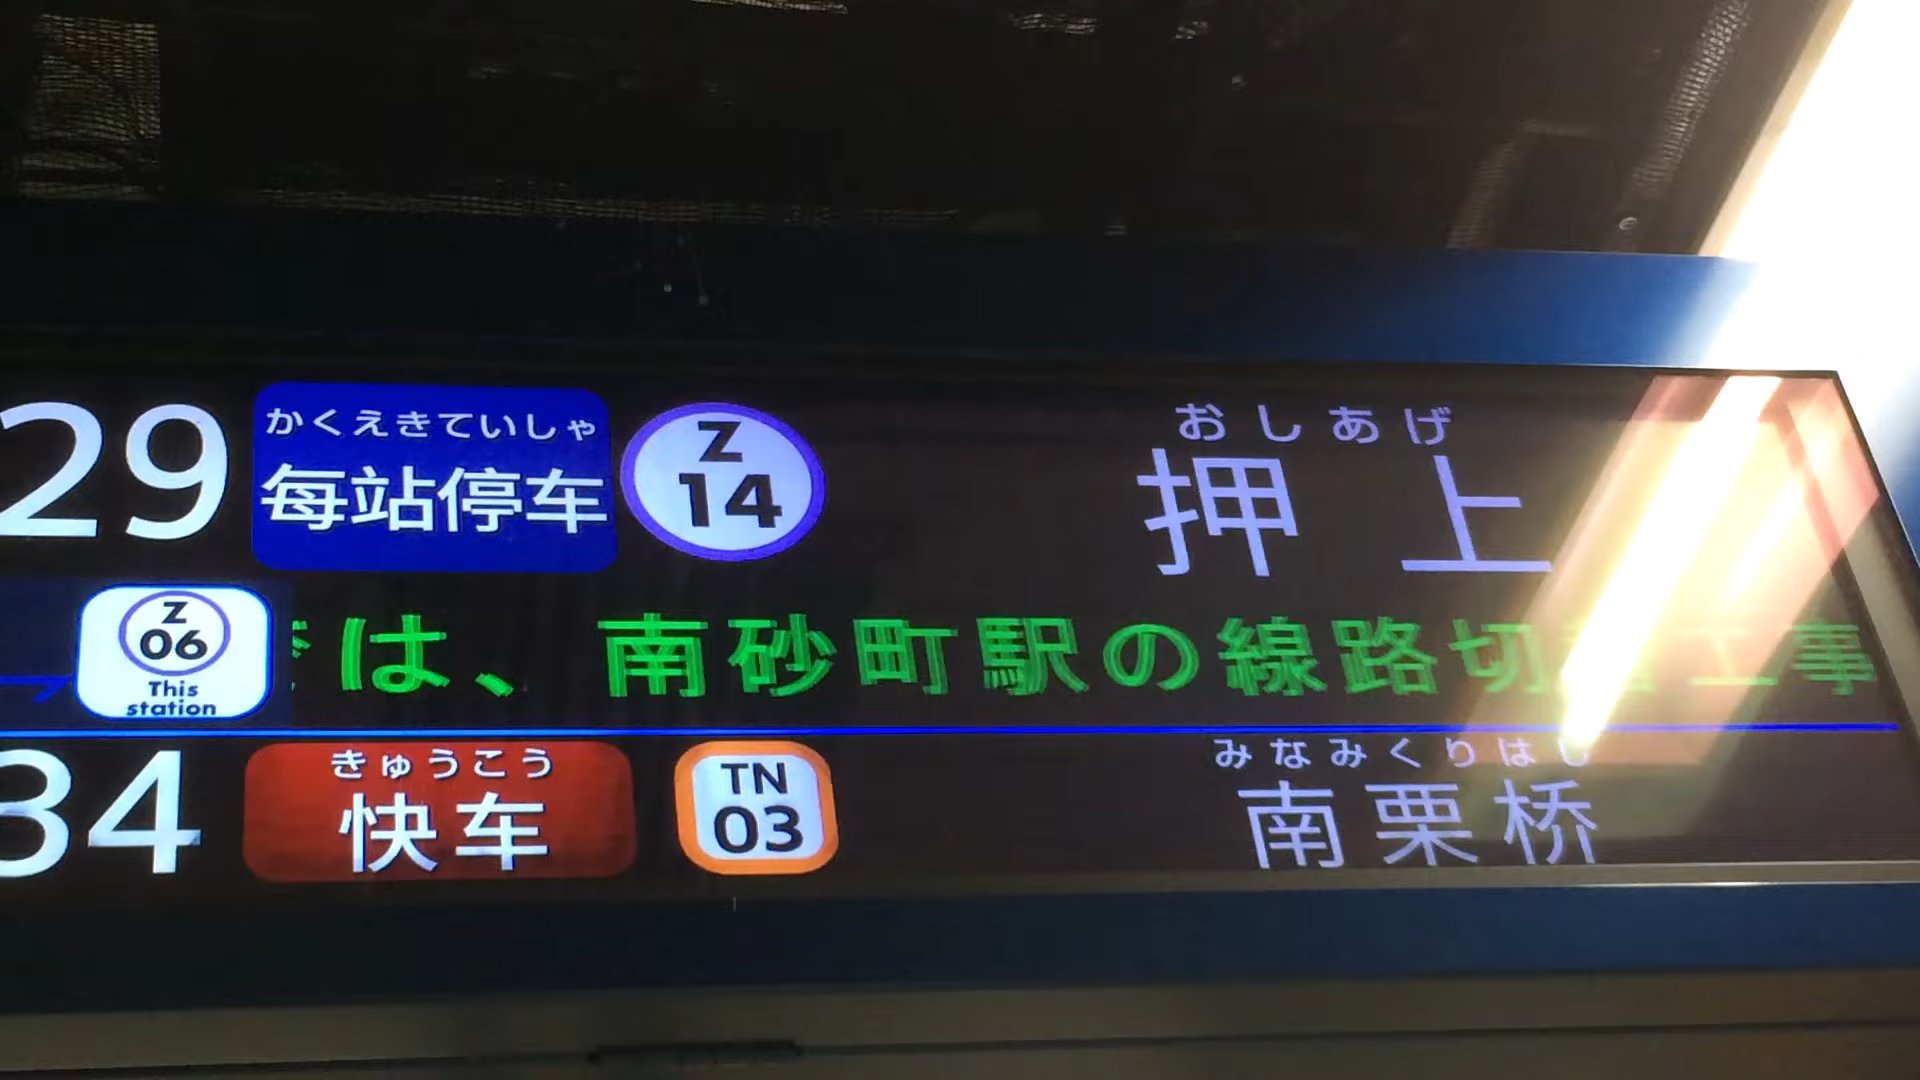 29 かくえきていしゃ 每站停车 Z 14 おしあげ 押上
Z 06 This station
は、南砂町駅の線路切替工事
34 きゅうこう 快车 TN 03 みなみくりはし 南栗桥